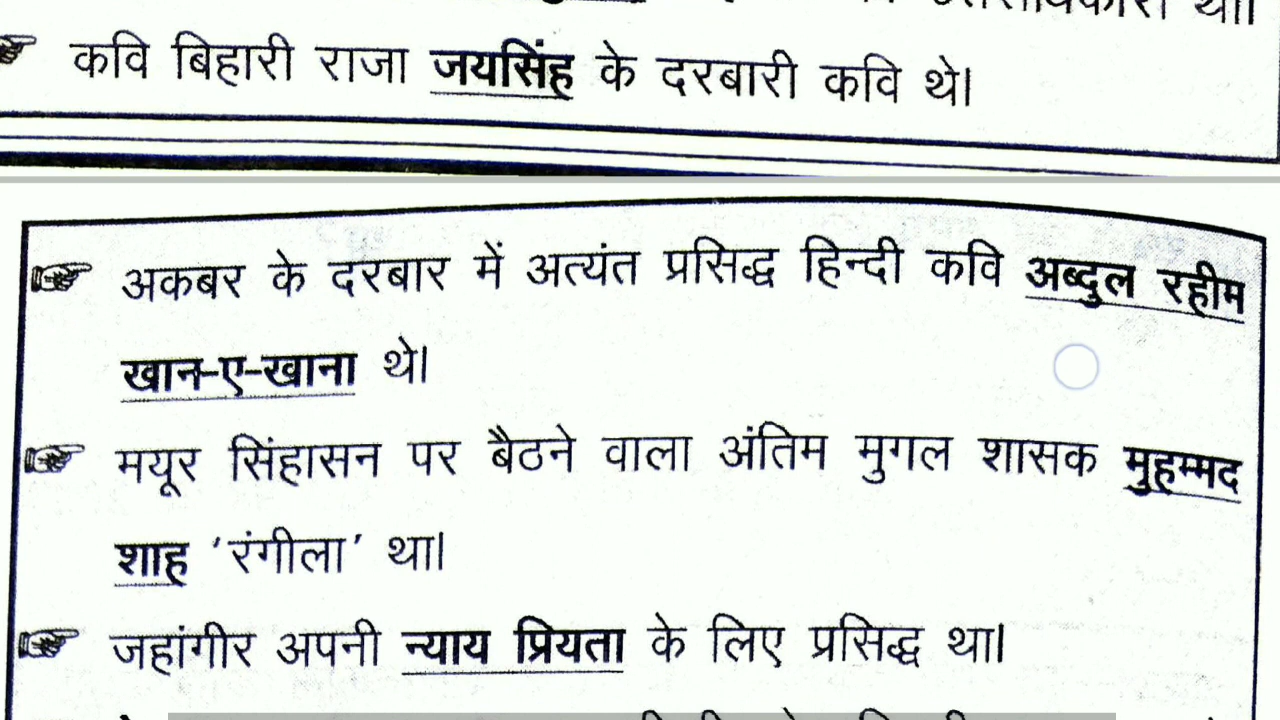 था।
कवि बिहारी राजा जयसिंह के दरबारी कवि थे।
अकबर के दरबार में अत्यंत प्रसिद्ध हिन्दी कवि अब्दुल रहीम
खान-ए-खाना थे।
मयूर सिंहासन पर बैठने वाला अंतिम मुगल शासक मुहम्मद
शाह 'रंगीला' था।
जहांगीर अपनी न्याय प्रियता के लिए प्रसिद्ध था।